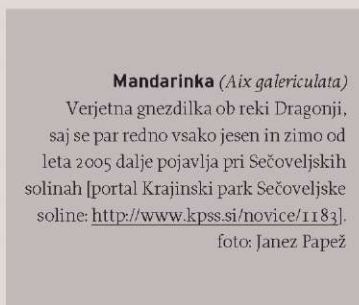 Mandarinka (Aix galericulata)
Verjetna gnezdilka ob reki Dragonji,
saj se par redno vsako jesen in zimo od
leta 2005 dalje pojavlja pri Sečoveljskih
solinah [portal Krajinski park Sečoveljske
soline: http://www.kpss.si/novice/1183].
foto: Janez Papež